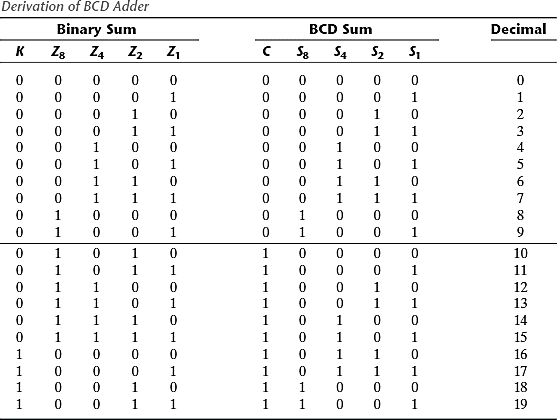 Derivation of BCD Adder
Binary Sum BCD Sum Decimal
K Z8 Z4 Z2 Z1 C S8 S4 S2 S1
0 0 0 0 0 0 0 0 0 0 0
0 0 0 0 1 0 0 0 0 1 1
0 0 0 1 0 0 0 0 1 0 2
0 0 0 1 1 0 0 0 1 1 3
0 0 1 0 0 0 0 1 0 0 4
0 0 1 0 1 0 0 1 0 1 5
0 0 1 1 0 0 0 1 1 0 6
0 0 1 1 1 0 0 1 1 1 7
0 1 0 0 0 0 1 0 0 0 8
0 1 0 0 1 0 1 0 0 1 9
0 1 0 1 0 1 0 0 0 0 10
0 1 0 1 1 1 0 0 0 1 11
0 1 1 0 0 1 0 0 1 0 12
0 1 1 0 1 1 0 0 1 1 13
0 1 1 1 0 1 0 1 0 0 14
0 1 1 1 1 1 0 1 0 1 15
1 0 0 0 0 1 0 1 1 0 16
1 0 0 0 1 1 0 1 1 1 17
1 0 0 1 0 1 1 0 0 0 18
1 0 0 1 1 1 1 0 0 1 19